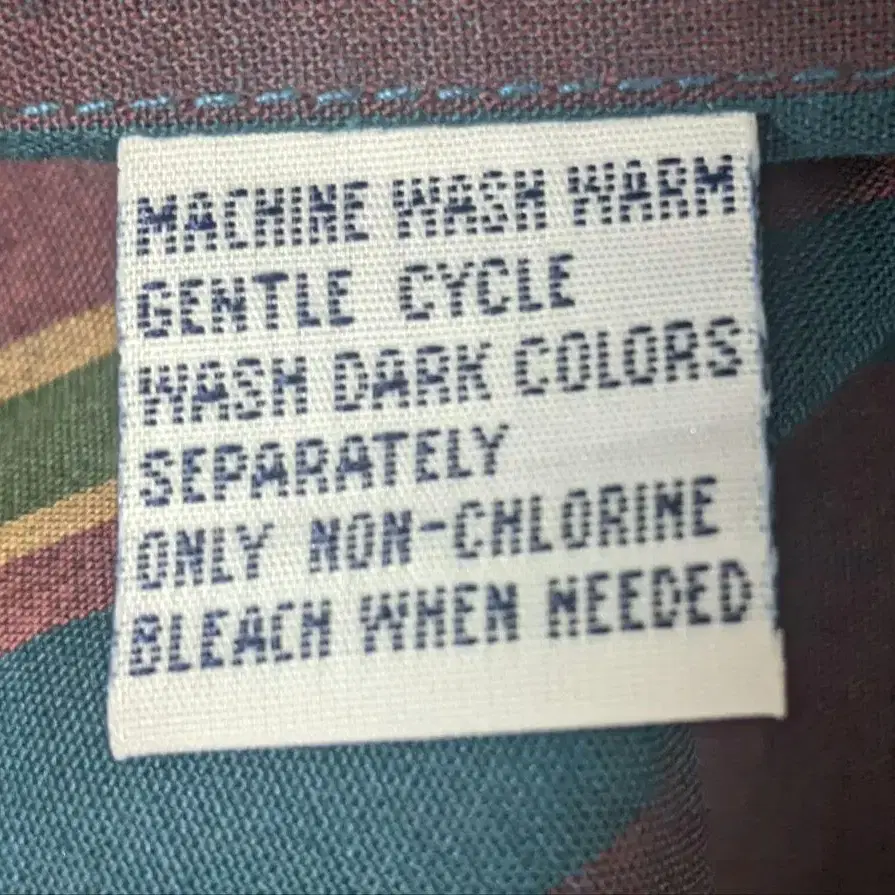 MACHINE WASH WARM
GENTLE CYCLE
WASH DARK COLORS
SEPARATELY
ONLY NON-CHLORINE
BLEACH WHEN NEEDED